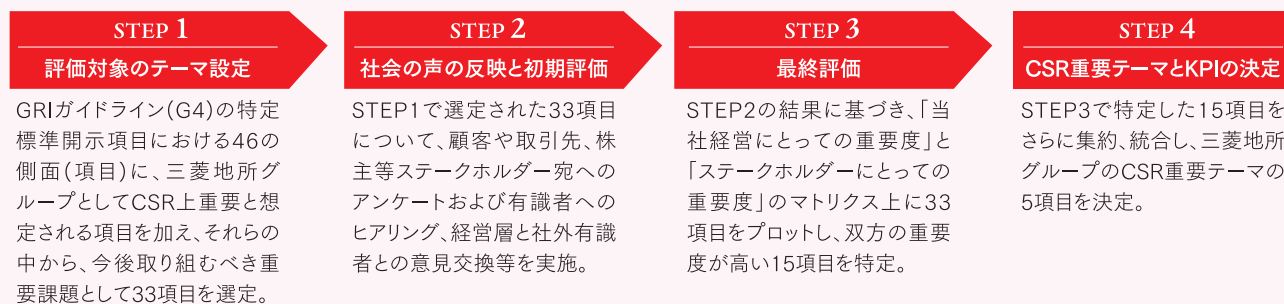 STEP 1
評価対象のテーマ設定
GRIガイドライン(G4)の特定
標準開示項目における46の
側面(項目)に、三菱地所グ
ループとしてCSR上重要と想
定される項目を加え、それらの
中から、今後取り組むべき重
要課題として33項目を選定。
STEP 2
社会の声の反映と初期評価
STEP1で選定された33項目
について、顧客や取引先、株
主等ステークホルダー宛への
アンケートおよび有識者への
ヒアリング、経営層と社外有識
者との意見交換等を実施。
STEP 3
最終評価
STEP2の結果に基づき、「当
社経営にとっての重要度」と
「ステークホルダーにとっての
重要度」のマトリクス上に33
項目をプロットし、双方の重要
度が高い15項目を特定。
STEP 4
CSR重要テーマとKPIの決定
STEP3で特定した15項目を
さらに集約、統合し、三菱地所
グループのCSR重要テーマの
5項目を決定。